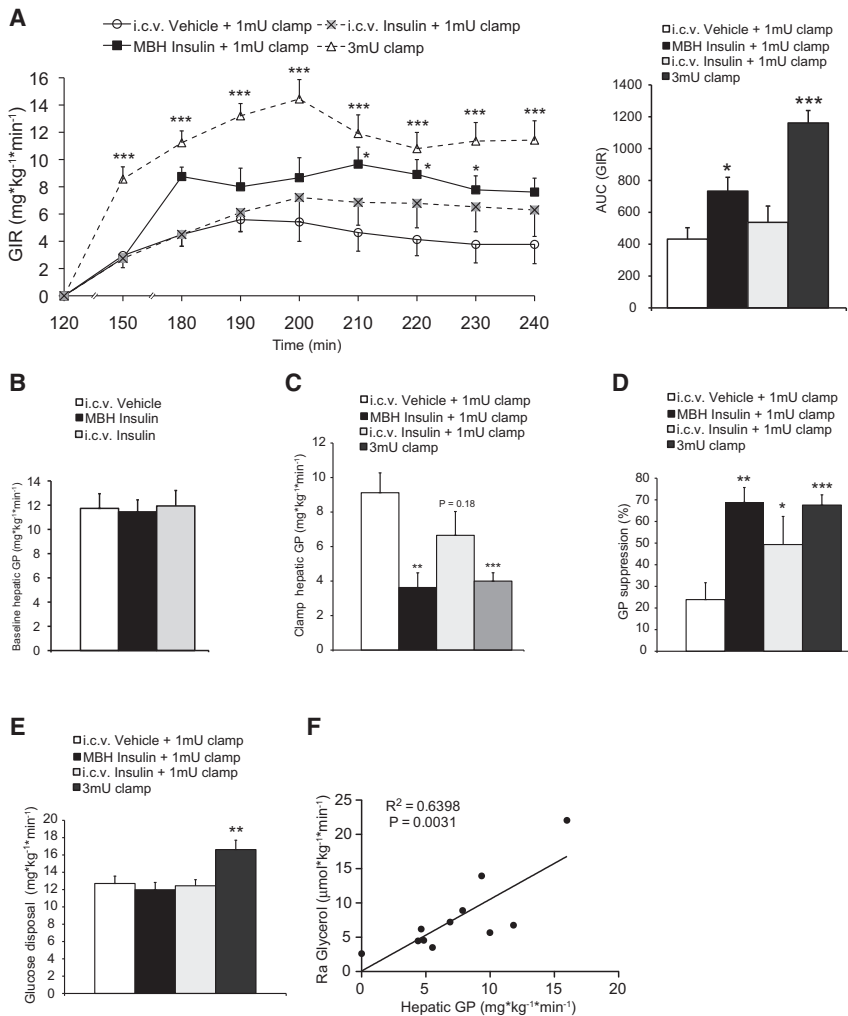 A
i.c.v. Vehicle + 1mU clamp
i.c.v. Insulin + 1mU clamp
MBH Insulin + 1mU clamp
3mU clamp
GIR (mg*kg-1*min-1)
16
14
12
10
8
6
4
2
0
***
***
***
***
***
***
***
***
*
*
*
120
150
180
190
200
210
220
230
240
Time (min)
i.c.v. Vehicle + 1mU clamp
MBH Insulin + 1mU clamp
i.c.v. Insulin + 1mU clamp
3mU clamp
AUC (GIR)
1400
1200
1000
800
600
400
200
0
*
***
B
i.c.v. Vehicle
MBH Insulin
i.c.v. Insulin
Baseline hepatic GP (mg*kg-1*min-1)
14
12
10
8
6
4
2
0
C
i.c.v. Vehicle + 1mU clamp
MBH Insulin + 1mU clamp
i.c.v. Insulin + 1mU clamp
3mU clamp
Clamp hepatic GP (mg*kg-1*min-1)
12
10
8
6
4
2
0
**
P = 0.18
***
D
i.c.v. Vehicle + 1mU clamp
MBH Insulin + 1mU clamp
i.c.v. Insulin + 1mU clamp
3mU clamp
GP suppression (%)
80
70
60
50
40
30
20
10
0
**
*
***
E
i.c.v. Vehicle + 1mU clamp
MBH Insulin + 1mU clamp
i.c.v. Insulin + 1mU clamp
3mU clamp
Glucose disposal (mg*kg-1*min-1)
20
18
16
14
12
10
8
6
4
2
0
**
F
R2 = 0.6398
P = 0.0031
Ra Glycerol (µmol*kg-1*min-1)
25
20
15
10
5
0
0
5
10
15
20
Hepatic GP (mg*kg-1*min-1)